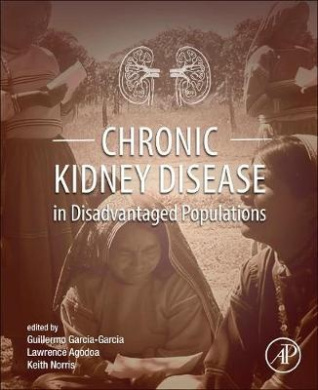 CHRONIC
KIDNEY DISEASE
in Disadvantaged Populations
edited by
Guillermo Garcia-Garcia
Lawrence Agodoa
Keith Norris
AP